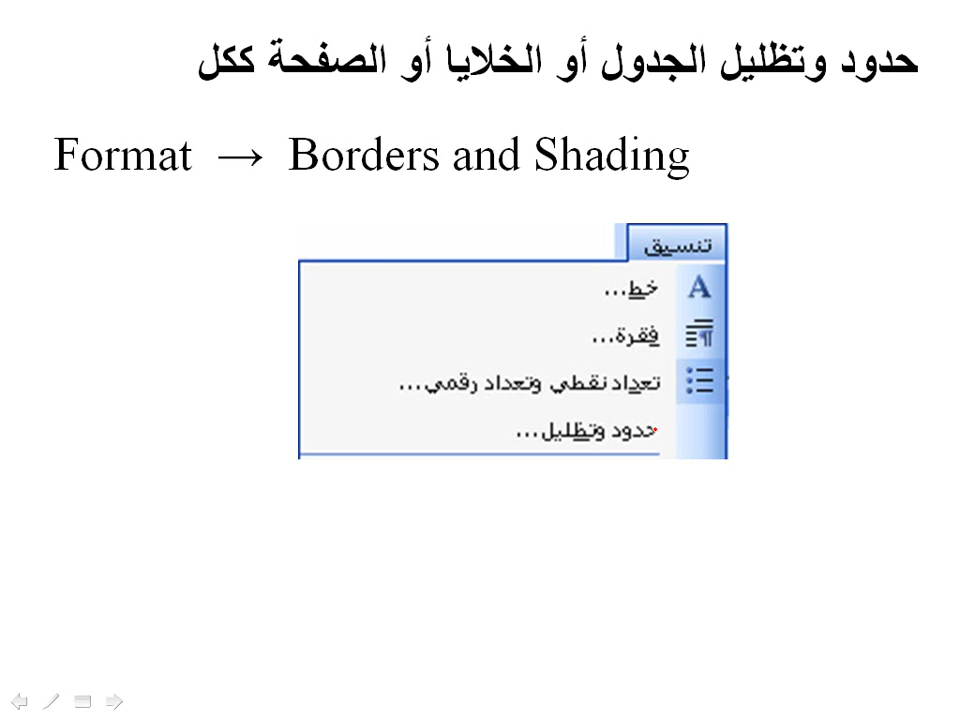 حدود وتظليل الجدول أو الخلايا أو الصفحة ككل
Format → Borders and Shading
تنسيق
خط...
فقرة...
تعداد نقطي وتعداد رقمي...
حدود وتظليل...